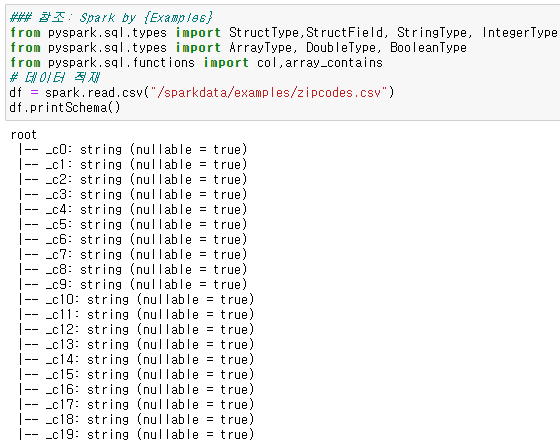 ### 참조: Spark by {Examples}
from pyspark.sql.types import StructType,StructField, StringType, IntegerType
from pyspark.sql.types import ArrayType, DoubleType, BooleanType
from pyspark.sql.functions import col,array_contains
# 데이터 적재
df = spark.read.csv("/sparkdata/examples/zipcodes.csv")
df.printSchema()
root
 |-- _c0: string (nullable = true)
 |-- _c1: string (nullable = true)
 |-- _c2: string (nullable = true)
 |-- _c3: string (nullable = true)
 |-- _c4: string (nullable = true)
 |-- _c5: string (nullable = true)
 |-- _c6: string (nullable = true)
 |-- _c7: string (nullable = true)
 |-- _c8: string (nullable = true)
 |-- _c9: string (nullable = true)
 |-- _c10: string (nullable = true)
 |-- _c11: string (nullable = true)
 |-- _c12: string (nullable = true)
 |-- _c13: string (nullable = true)
 |-- _c14: string (nullable = true)
 |-- _c15: string (nullable = true)
 |-- _c16: string (nullable = true)
 |-- _c17: string (nullable = true)
 |-- _c18: string (nullable = true)
 |-- _c19: string (nullable = true)